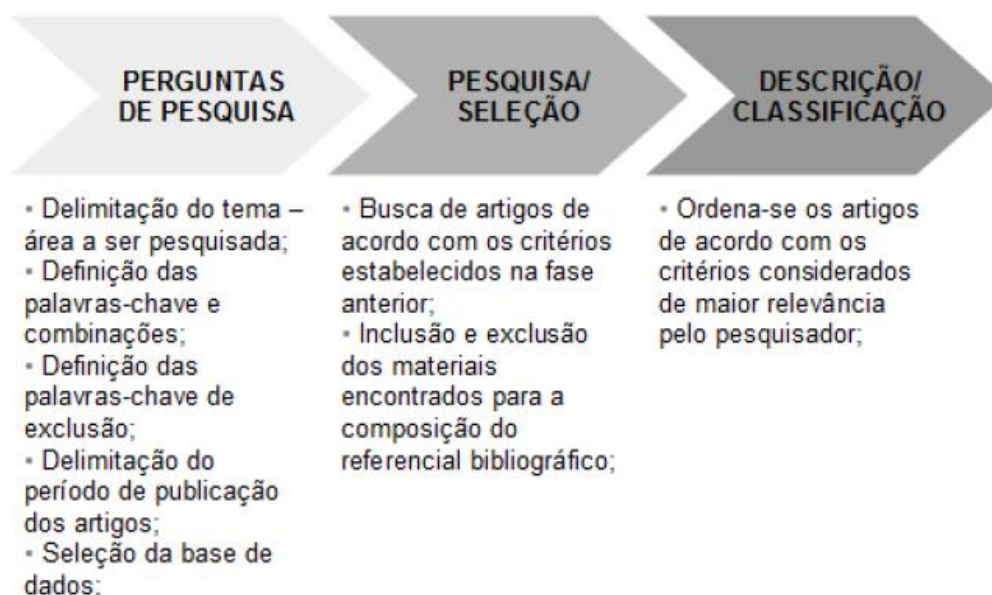 PERGUNTAS
DE PESQUISA
• Delimitação do tema –
área a ser pesquisada;
• Definição das
palavras-chave e
combinações;
• Definição das
palavras-chave de
exclusão;
• Delimitação do
período de publicação
dos artigos;
• Seleção da base de
dados;
PESQUISA/
SELEÇÃO
• Busca de artigos de
acordo com os critérios
estabelecidos na fase
anterior;
• Inclusão e exclusão
dos materiais
encontrados para a
composição do
referencial bibliográfico;
DESCRIÇÃO/
CLASSIFICAÇÃO
• Ordena-se os artigos
de acordo com os
critérios considerados
de maior relevância
pelo pesquisador;